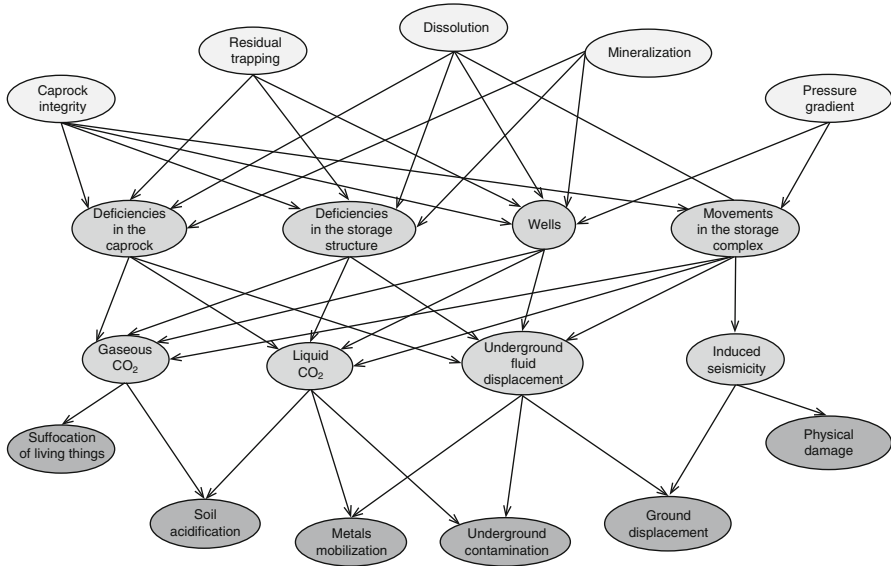 Dissolution
Residual
trapping
Mineralization
Caprock
integrity
Pressure
gradient
Deficiencies
in the
caprock
Deficiencies
in the storage
structure
Wells
Movements
in the storage
complex
Gaseous
CO₂
Liquid
CO₂
Underground
fluid
displacement
Induced
seismicity
Suffocation
of living things
Physical
damage
Soil
acidification
Metals
mobilization
Underground
contamination
Ground
displacement